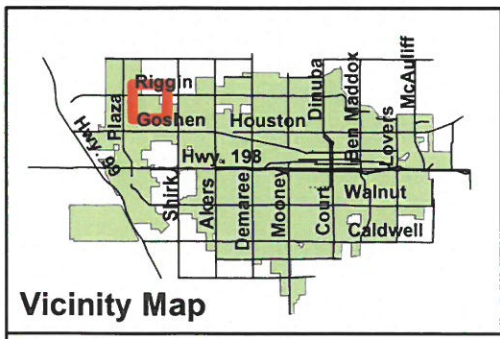 Riggin
Plaza
Goshen
Houston
Dinuba
Ben Maddox
McAuliff
Lovers
Hwy. 99
Hwy. 198
Shirk
Akers
Demaree
Mooney
Court
Walnut
Caldwell
Vicinity Map